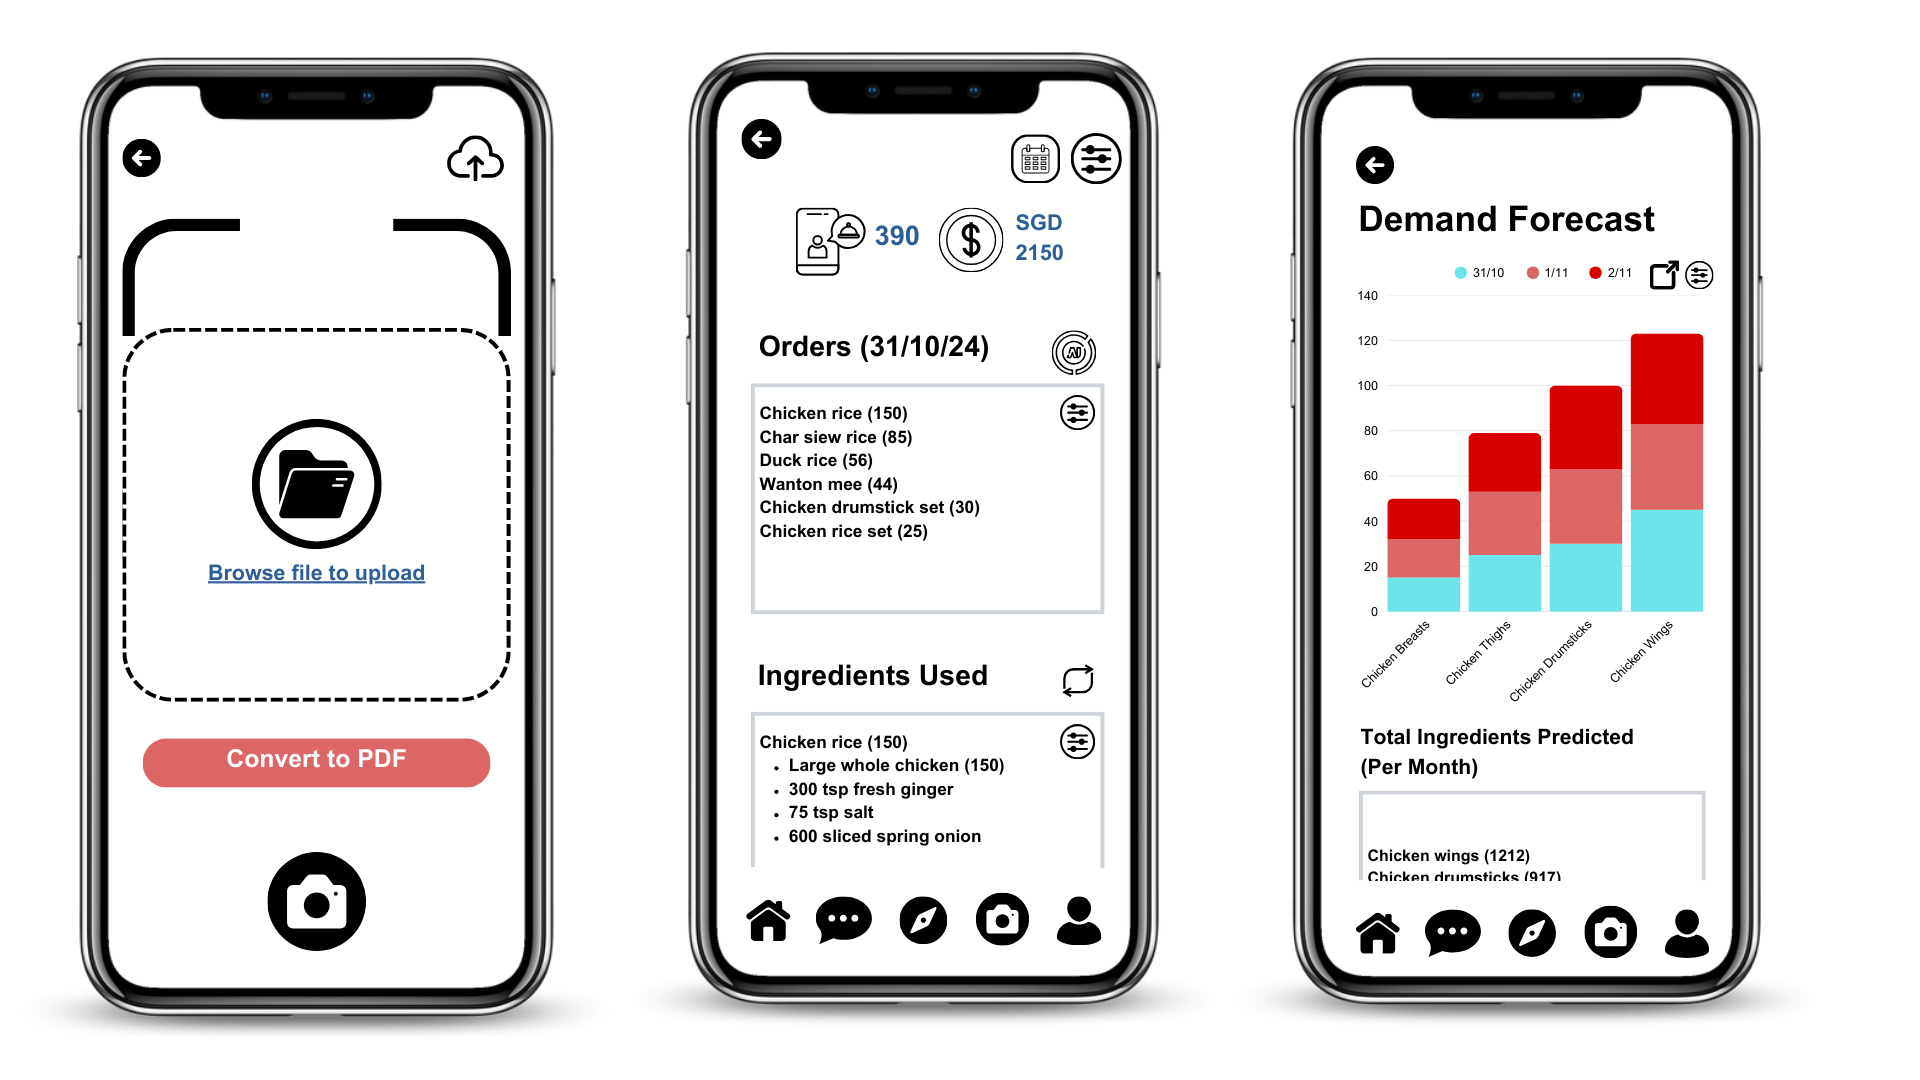 Browse file to upload
Convert to PDF
$
390
SGD
2150
Orders (31/10/24)
AI
Chicken rice (150)
Char siew rice (85)
Duck rice (56)
Wanton mee (44)
Chicken drumstick set (30)
Chicken rice set (25)
Ingredients Used
Chicken rice (150)
• Large whole chicken (150)
• 300 tsp fresh ginger
• 75 tsp salt
• 600 sliced spring onion
Demand Forecast
31/10 1/11 2/11
140
120
100
80
60
40
20
0
Chicken Breasts
Chicken Thighs
Chicken Drumsticks
Chicken Wings
Total Ingredients Predicted
(Per Month)
Chicken wings (1212)
Chicken drumsticks (917)